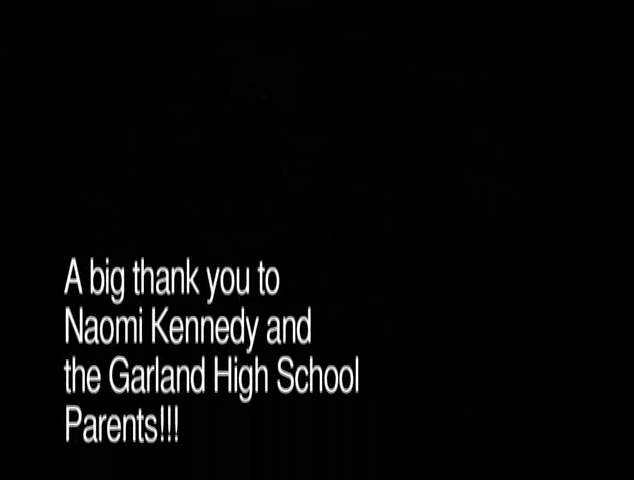 A big thank you to
Naomi Kennedy and
the Garland High School
Parents!!!